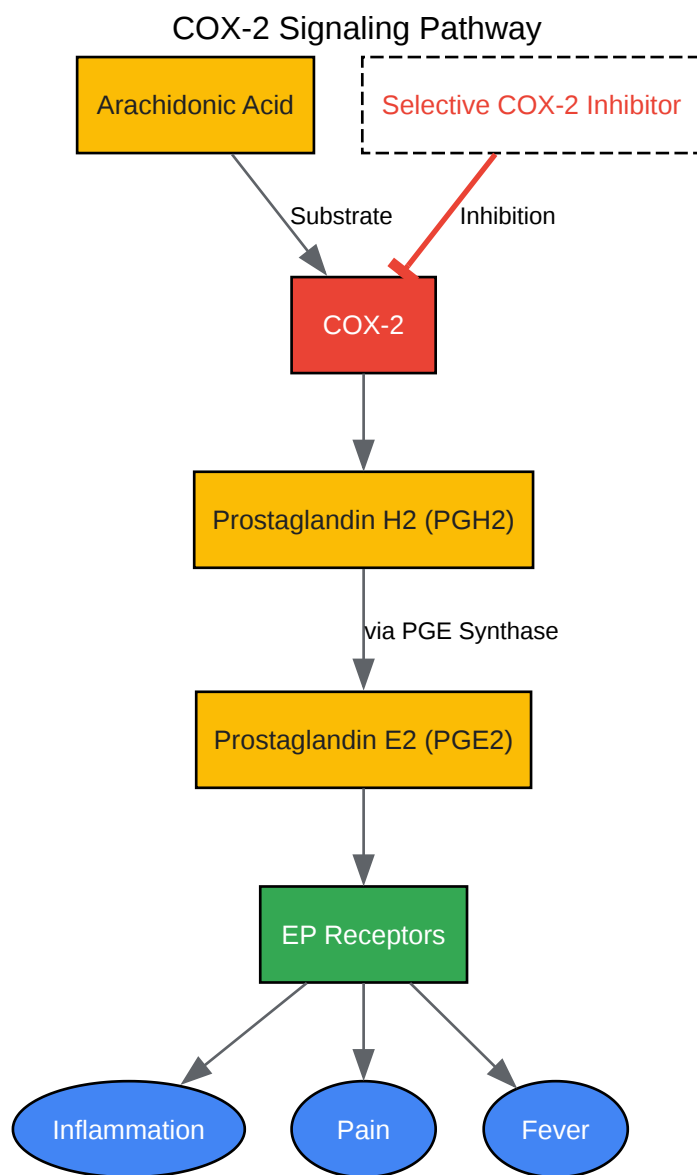 COX-2 Signaling Pathway
Arachidonic Acid
Selective COX-2 Inhibitor
Substrate
Inhibition
COX-2
Prostaglandin H2 (PGH2)
via PGE Synthase
Prostaglandin E2 (PGE2)
EP Receptors
Inflammation
Pain
Fever